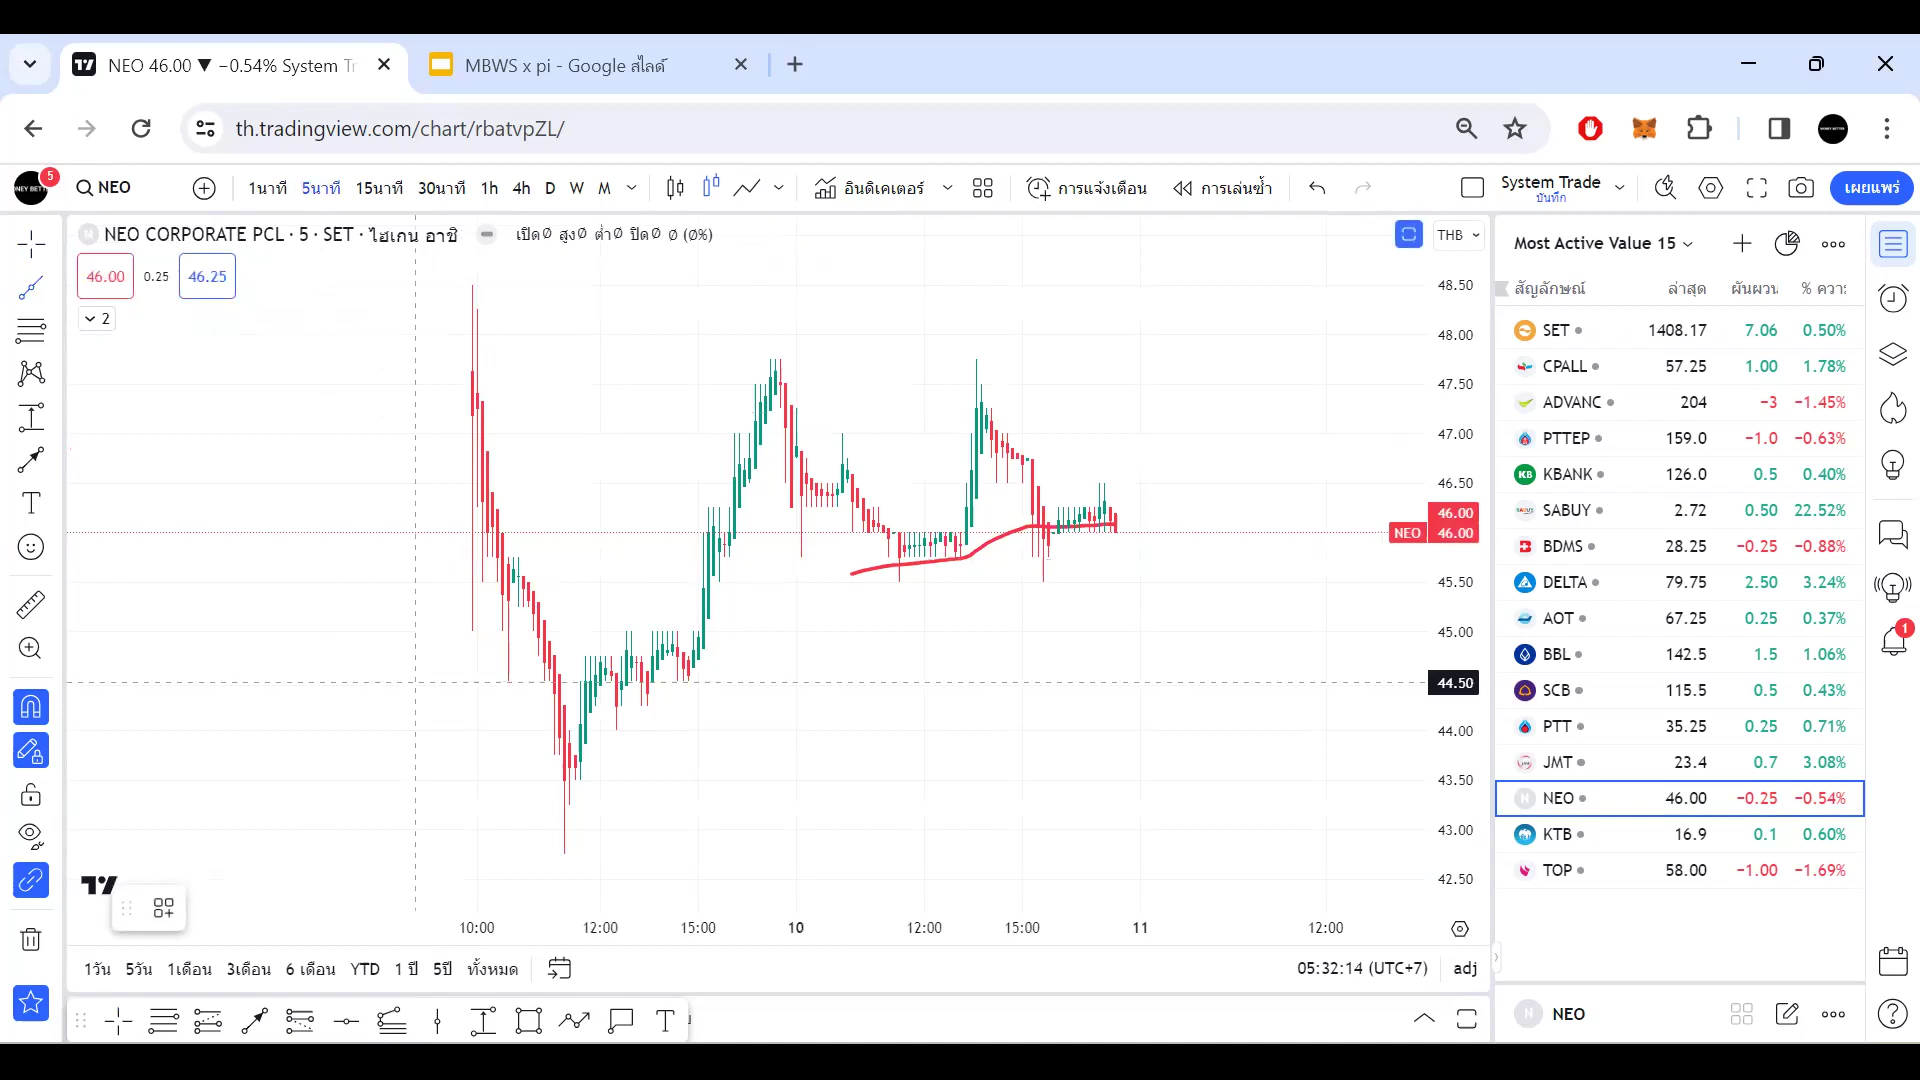 NEO 46.00 ▼ −0.54% System Tr
MBWS x pi - Google สไลด์
th.tradingview.com/chart/rbatvpZL/
5
NEO
1นาที 5นาที 15นาที 30นาที 1h 4h D W M
อินดิเคเตอร์
การแจ้งเตือน
การเล่นซ้ำ
System Trade
บันทึก
เผยแพร่
NEO CORPORATE PCL · 5 · SET · ไฮเกน อาชิ
เปิด∅ สูง∅ ต่ำ∅ ปิด∅ ∅ (∅%)
THB
46.00 0.25 46.25
2
48.50
48.00
47.50
47.00
46.50
46.00
NEO 46.00
45.50
45.00
44.50
44.00
43.50
43.00
42.50
10:00 12:00 15:00 10 12:00 15:00 11 12:00
1วัน 5วัน 1เดือน 3เดือน 6 เดือน YTD 1 ปี 5ปี ทั้งหมด
05:32:14 (UTC+7) adj
Most Active Value 15
สัญลักษณ์ ล่าสุด ผันผวน % ควา
SET 1408.17 7.06 0.50%
CPALL 57.25 1.00 1.78%
ADVANC 204 −3 −1.45%
PTTEP 159.0 −1.0 −0.63%
KBANK 126.0 0.5 0.40%
SABUY 2.72 0.50 22.52%
BDMS 28.25 −0.25 −0.88%
DELTA 79.75 2.50 3.24%
AOT 67.25 0.25 0.37%
BBL 142.5 1.5 1.06%
SCB 115.5 0.5 0.43%
PTT 35.25 0.25 0.71%
JMT 23.4 0.7 3.08%
NEO 46.00 −0.25 −0.54%
KTB 16.9 0.1 0.60%
TOP 58.00 −1.00 −1.69%
1
NEO